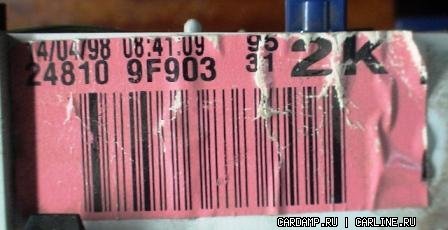 14/04/98 08:41:09 95 2K
24810 9F903 31
CARDAMP.RU | CARLINE.RU